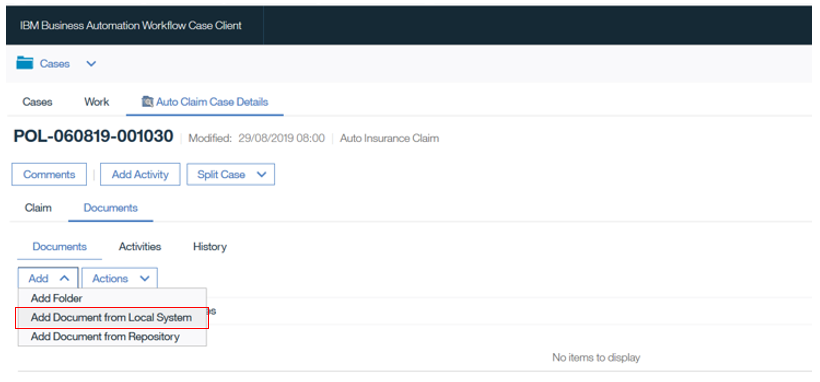 IBM Business Automation Workflow Case Client
Cases
Cases Work Auto Claim Case Details
POL-060819-001030 Modified: 29/08/2019 08:00 Auto Insurance Claim
Comments Add Activity Split Case
Claim Documents
Documents Activities History
Add Actions
Add Folder
Add Document from Local System
Add Document from Repository
No items to display